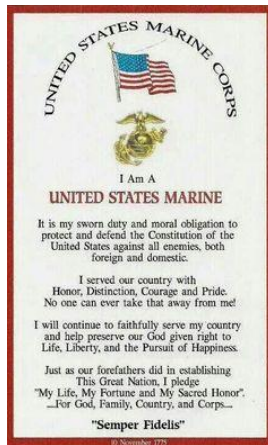 UNITED STATES MARINE CORPS
I Am A
UNITED STATES MARINE
It is my sworn duty and moral obligation to
protect and defend the Constitution of the
United States against all enemies, both
foreign and domestic.
I served our country with
Honor, Distinction, Courage and Pride.
No one can ever take that away from me!
I will continue to faithfully serve my country
and help preserve our God given right to
Life, Liberty, and the Pursuit of Happiness.
Just as our forefathers did in establishing
This Great Nation, I pledge
"My Life, My Fortune and My Sacred Honor".
....For God, Family, Country, and Corps....
"Semper Fidelis"
10 November 1775